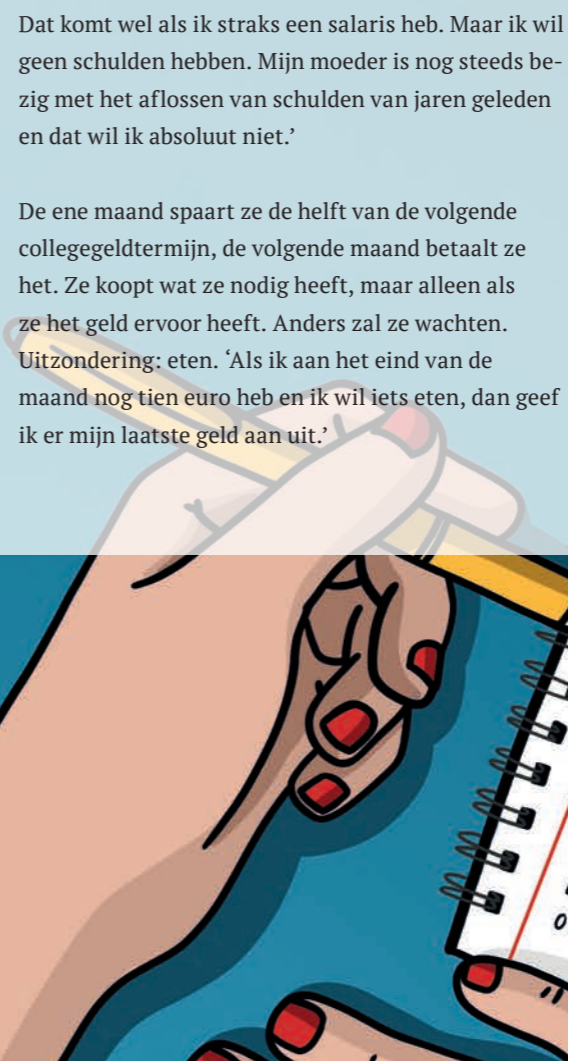 Dat komt wel als ik straks een salaris heb. Maar ik wil
geen schulden hebben. Mijn moeder is nog steeds be-
zig met het aflossen van schulden van jaren geleden
en dat wil ik absoluut niet.’
De ene maand spaart ze de helft van de volgende
collegegeldtermijn, de volgende maand betaalt ze
het. Ze koopt wat ze nodig heeft, maar alleen als
ze het geld ervoor heeft. Anders zal ze wachten.
Uitzondering: eten. ‘Als ik aan het eind van de
maand nog tien euro heb en ik wil iets eten, dan geef
ik er mijn laatste geld aan uit.’